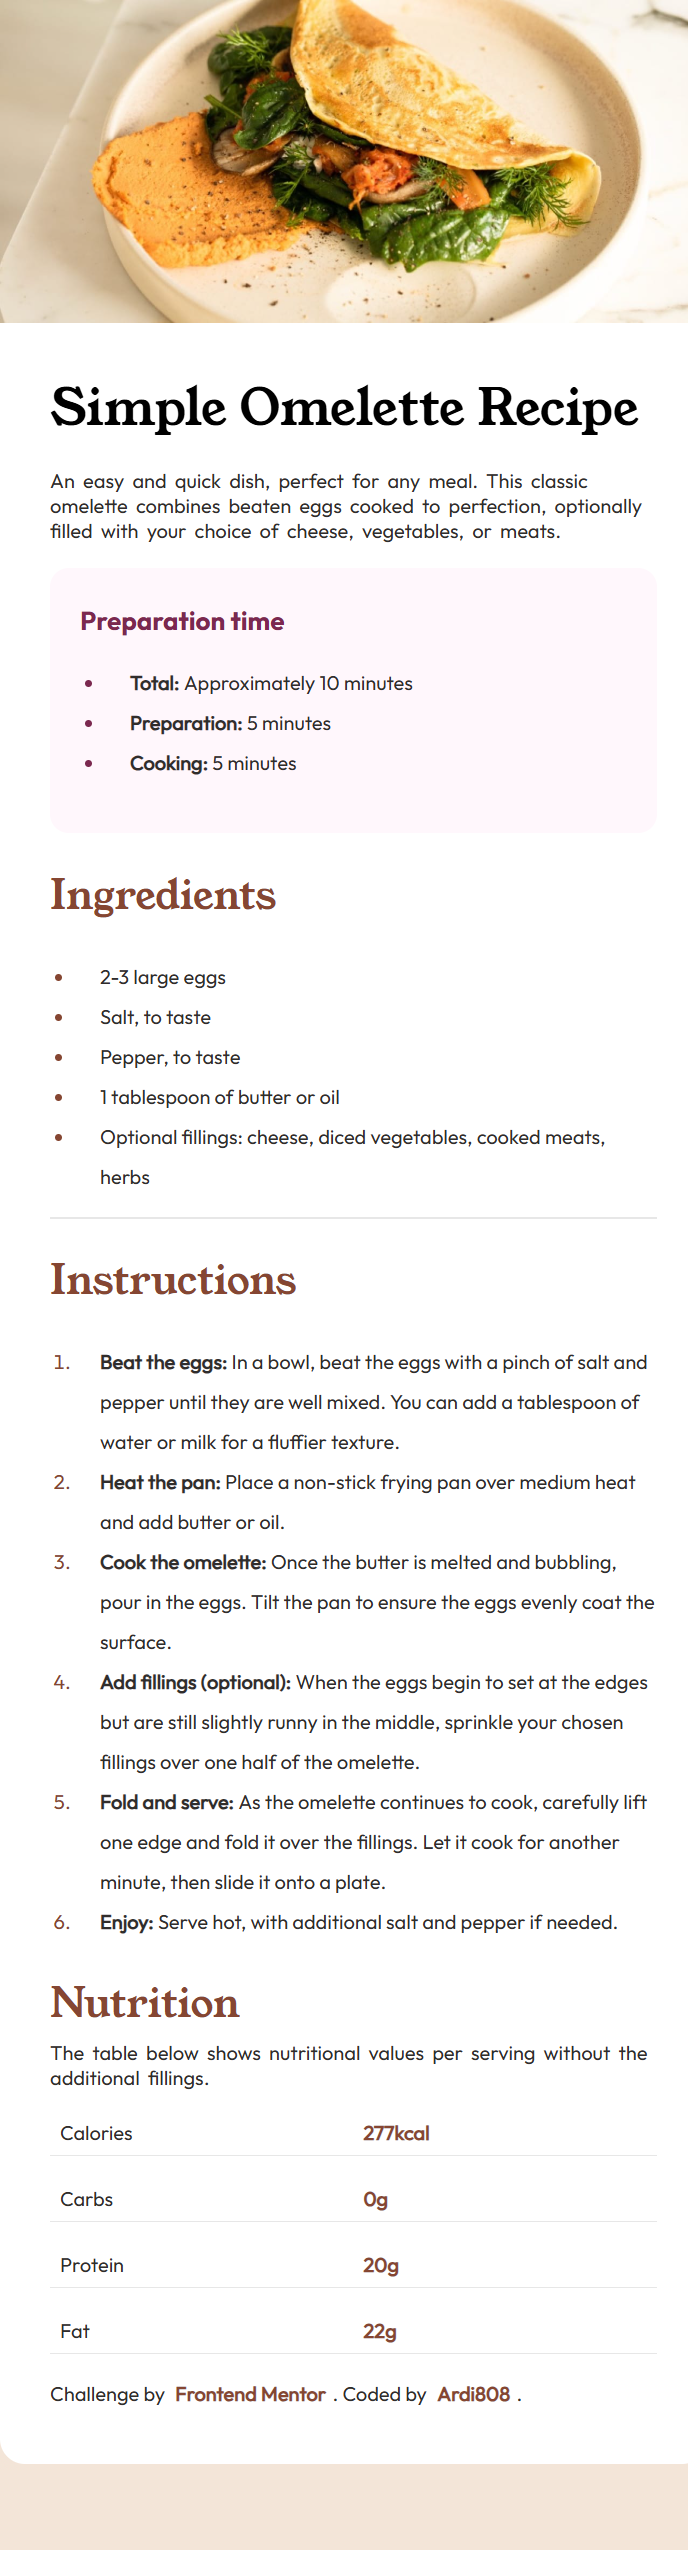 Simple Omelette Recipe
An easy and quick dish, perfect for any meal. This classic
omelette combines beaten eggs cooked to perfection, optionally
filled with your choice of cheese, vegetables, or meats.
Preparation time
• Total: Approximately 10 minutes
• Preparation: 5 minutes
• Cooking: 5 minutes
Ingredients
• 2-3 large eggs
• Salt, to taste
• Pepper, to taste
• 1 tablespoon of butter or oil
• Optional fillings: cheese, diced vegetables, cooked meats,
herbs
Instructions
1. Beat the eggs: In a bowl, beat the eggs with a pinch of salt and
pepper until they are well mixed. You can add a tablespoon of
water or milk for a fluffier texture.
2. Heat the pan: Place a non-stick frying pan over medium heat
and add butter or oil.
3. Cook the omelette: Once the butter is melted and bubbling,
pour in the eggs. Tilt the pan to ensure the eggs evenly coat the
surface.
4. Add fillings (optional): When the eggs begin to set at the edges
but are still slightly runny in the middle, sprinkle your chosen
fillings over one half of the omelette.
5. Fold and serve: As the omelette continues to cook, carefully lift
one edge and fold it over the fillings. Let it cook for another
minute, then slide it onto a plate.
6. Enjoy: Serve hot, with additional salt and pepper if needed.
Nutrition
The table below shows nutritional values per serving without the
additional fillings.
Calories 277kcal
Carbs 0g
Protein 20g
Fat 22g
Challenge by Frontend Mentor . Coded by Ardi808 .